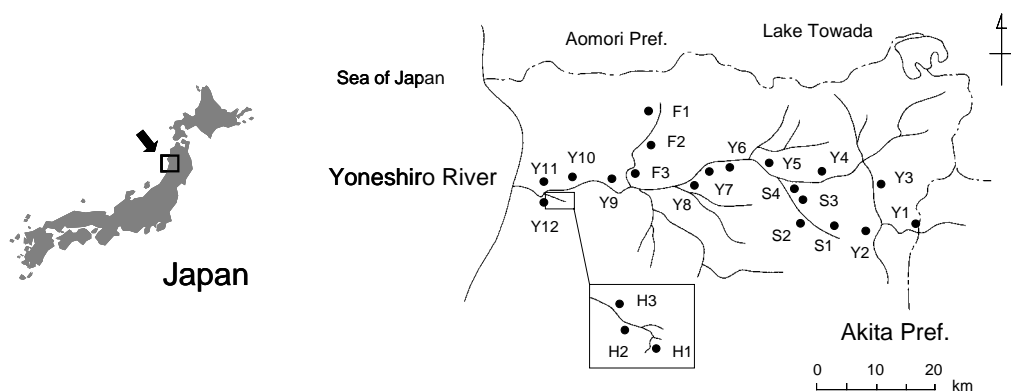 Lake Towada
Aomori Pref.
Sea of Japan
F1
F2
Y6
Y11
Y10
F3
Y5
Y4
Yoneshiro River
Y9
Y8
Y7
S4
S3
Y3
Y12
S2
S1
Y2
Y1
Japan
H3
H2
H1
Akita Pref.
0 10 20
km